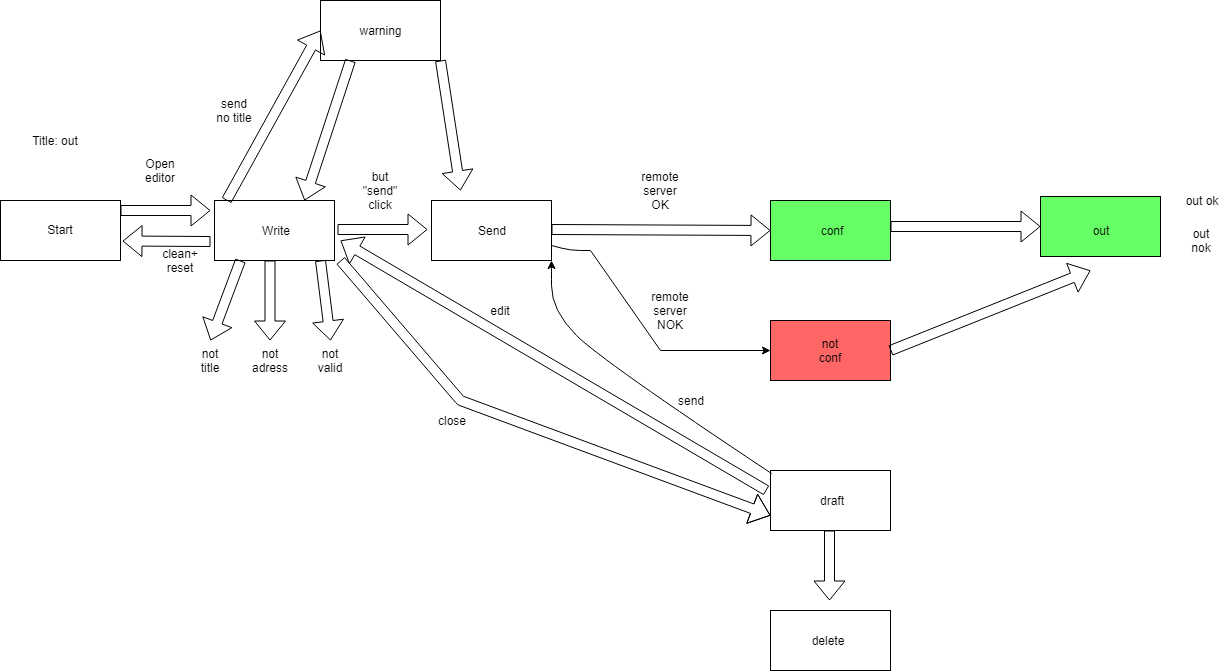 warning
send
no title
Title: out
Open
editor
but
"send"
click
remote
server
OK
out ok
Start
Write
Send
conf
out
out
nok
clean+
reset
remote
server
NOK
edit
not
title
not
adress
not
valid
not
conf
send
close
draft
delete